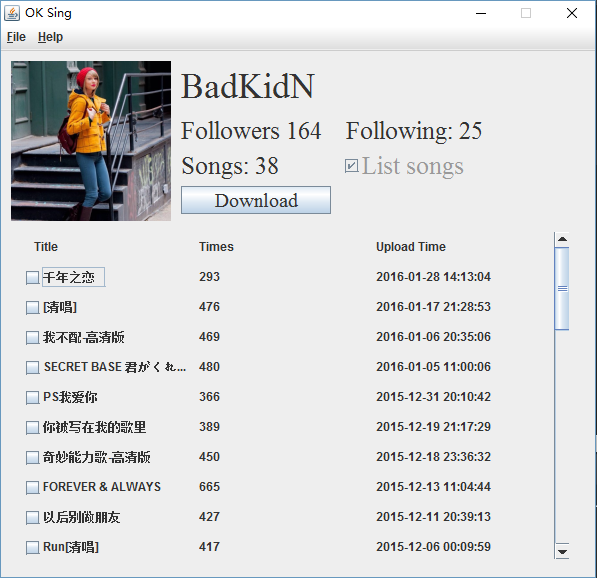 OK Sing
File Help
BadKidN
Followers 164 Following: 25
Songs: 38 List songs
Download
Title Times Upload Time
千年之恋 293 2016-01-28 14:13:04
[清唱] 476 2016-01-17 21:28:53
我不配-高清版 469 2016-01-06 20:35:06
SECRET BASE 君がくれ... 480 2016-01-05 11:00:06
PS我爱你 366 2015-12-31 20:10:42
你被写在我的歌里 389 2015-12-19 21:17:29
奇妙能力歌-高清版 450 2015-12-18 23:36:32
FOREVER & ALWAYS 665 2015-12-13 11:04:44
以后别做朋友 427 2015-12-11 20:39:13
Run[清唱] 417 2015-12-06 00:09:59